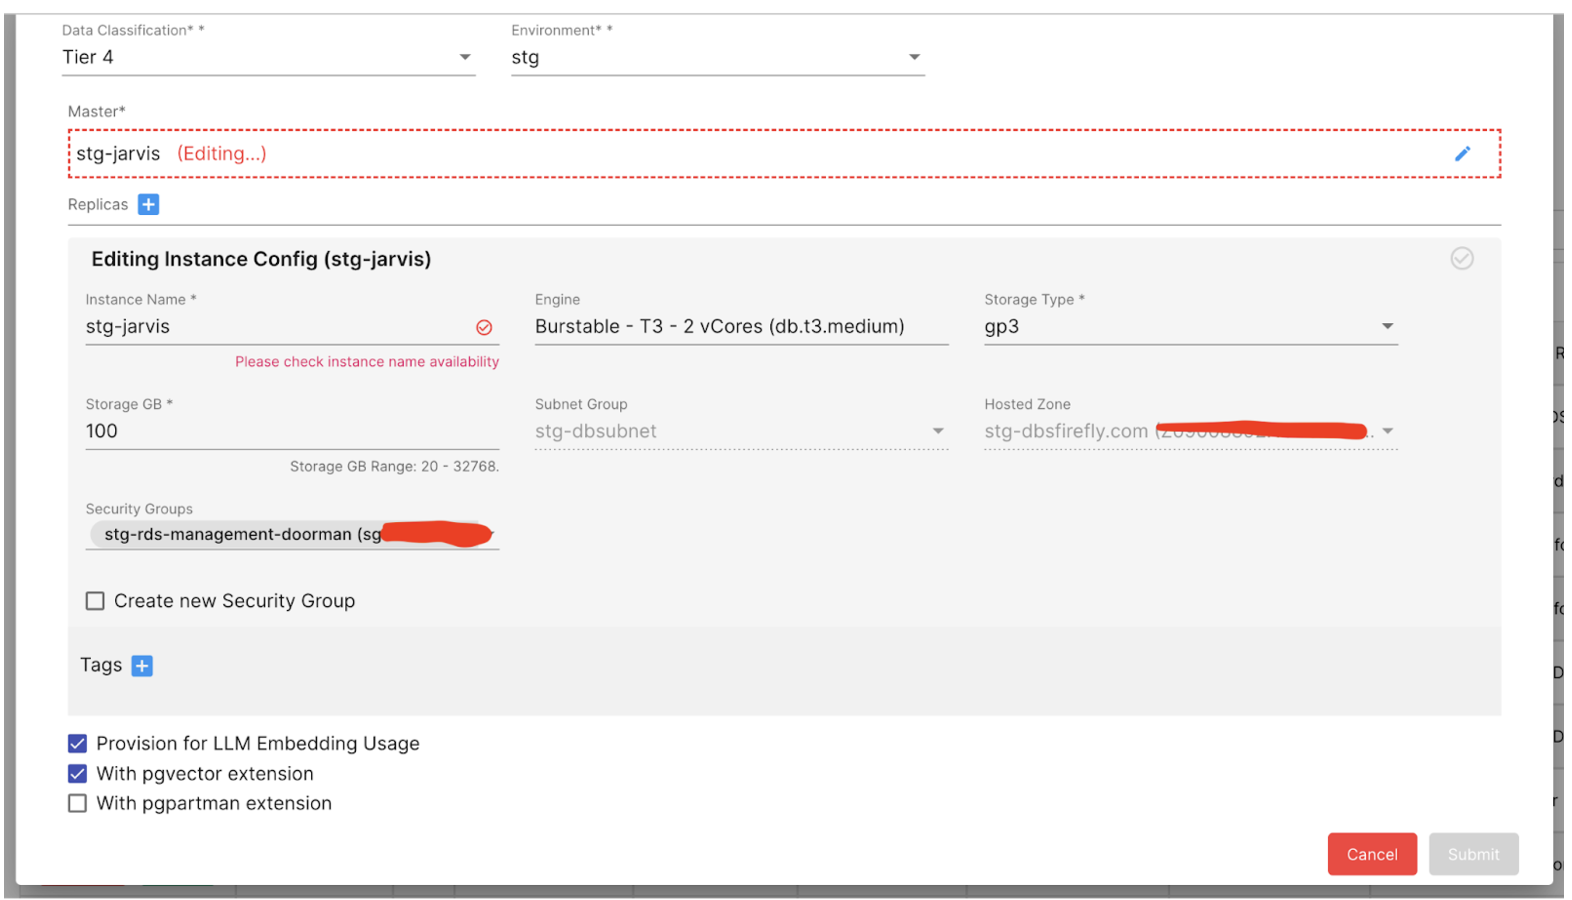 Data Classification* *
Environment* *
Tier 4
stg
Master*
stg-jarvis (Editing...)
Replicas
Editing Instance Config (stg-jarvis)
Instance Name *
Engine
Storage Type *
stg-jarvis
Burstable - T3 - 2 vCores (db.t3.medium)
gp3
Please check instance name availability
Storage GB *
Subnet Group
Hosted Zone
100
stg-dbsubnet
stg-dbsfirefly.com (
Storage GB Range: 20 - 32768.
Security Groups
stg-rds-management-doorman (sg
Create new Security Group
Tags
Provision for LLM Embedding Usage
With pgvector extension
With pgpartman extension
Cancel
Submit